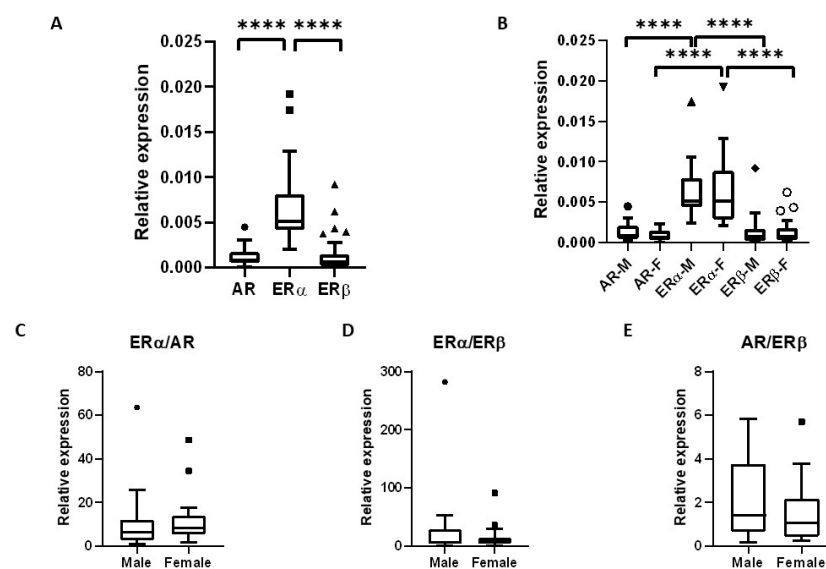 A
**** ****
Relative expression
0.025
0.020
0.015
0.010
0.005
0.000
AR ERα ERβ
B
**** ****
**** ****
Relative expression
0.025
0.020
0.015
0.010
0.005
0.000
AR-M AR-F ERα-M ERα-F ERβ-M ERβ-F
C
ERα/AR
Relative expression
80
60
40
20
0
Male Female
D
ERα/ERβ
Relative expression
300
200
100
0
Male Female
E
AR/ERβ
Relative expression
8
6
4
2
0
Male Female